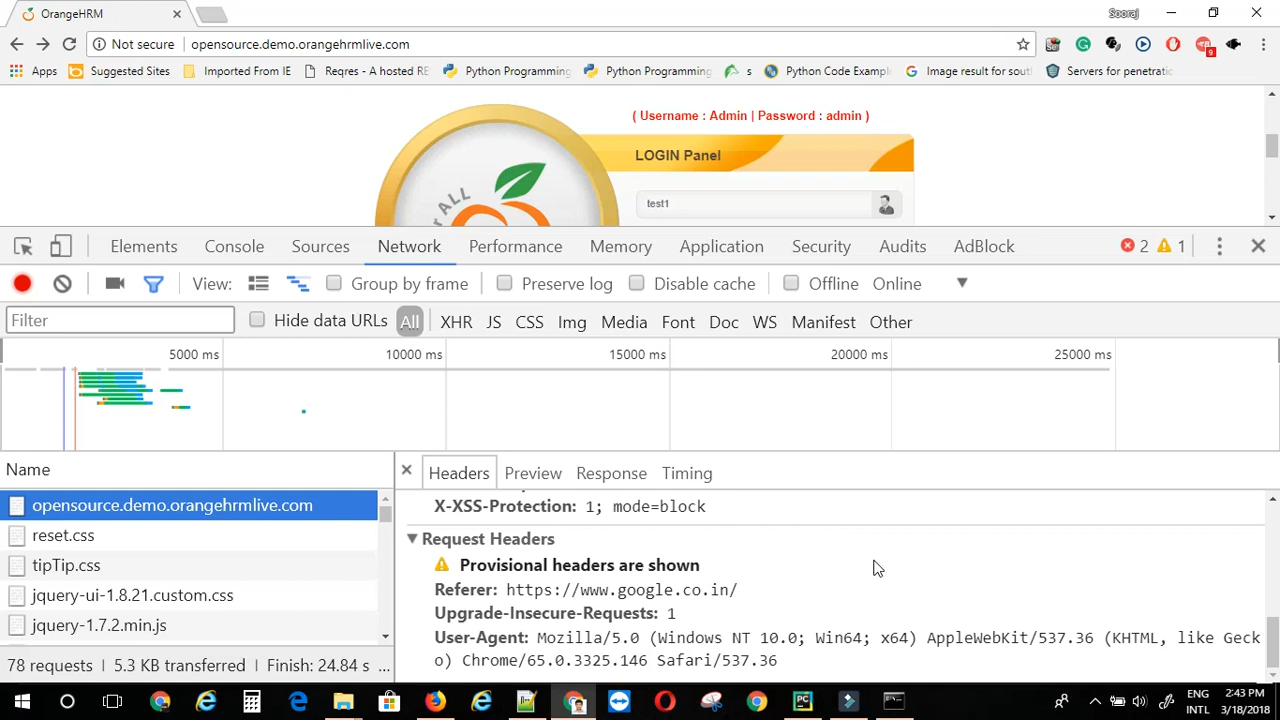 OrangeHRM
Sooraj
Not secure | opensource.demo.orangehrmlive.com
9
Apps Suggested Sites Imported From IE Reqres - A hosted RE Python Programming Python Programming s Python Code Exampl Image result for sout Servers for penetratic
( Username : Admin | Password : admin )
LOGIN Panel
r ALL
test1
Elements Console Sources Network Performance Memory Application Security Audits AdBlock 2 1
View: Group by frame Preserve log Disable cache Offline Online
Filter Hide data URLs All XHR JS CSS Img Media Font Doc WS Manifest Other
5000 ms 10000 ms 15000 ms 20000 ms 25000 ms
Name
Headers Preview Response Timing
opensource.demo.orangehrmlive.com
reset.css
tipTip.css
jquery-ui-1.8.21.custom.css
jquery-1.7.2.min.js
78 requests | 5.3 KB transferred | Finish: 24.84 s ...
X-XSS-Protection: 1; mode=block
Request Headers
Provisional headers are shown
Referer: https://www.google.co.in/
Upgrade-Insecure-Requests: 1
User-Agent: Mozilla/5.0 (Windows NT 10.0; Win64; x64) AppleWebKit/537.36 (KHTML, like Geck
o) Chrome/65.0.3325.146 Safari/537.36
ENG
INTL
2:43 PM
3/18/2018